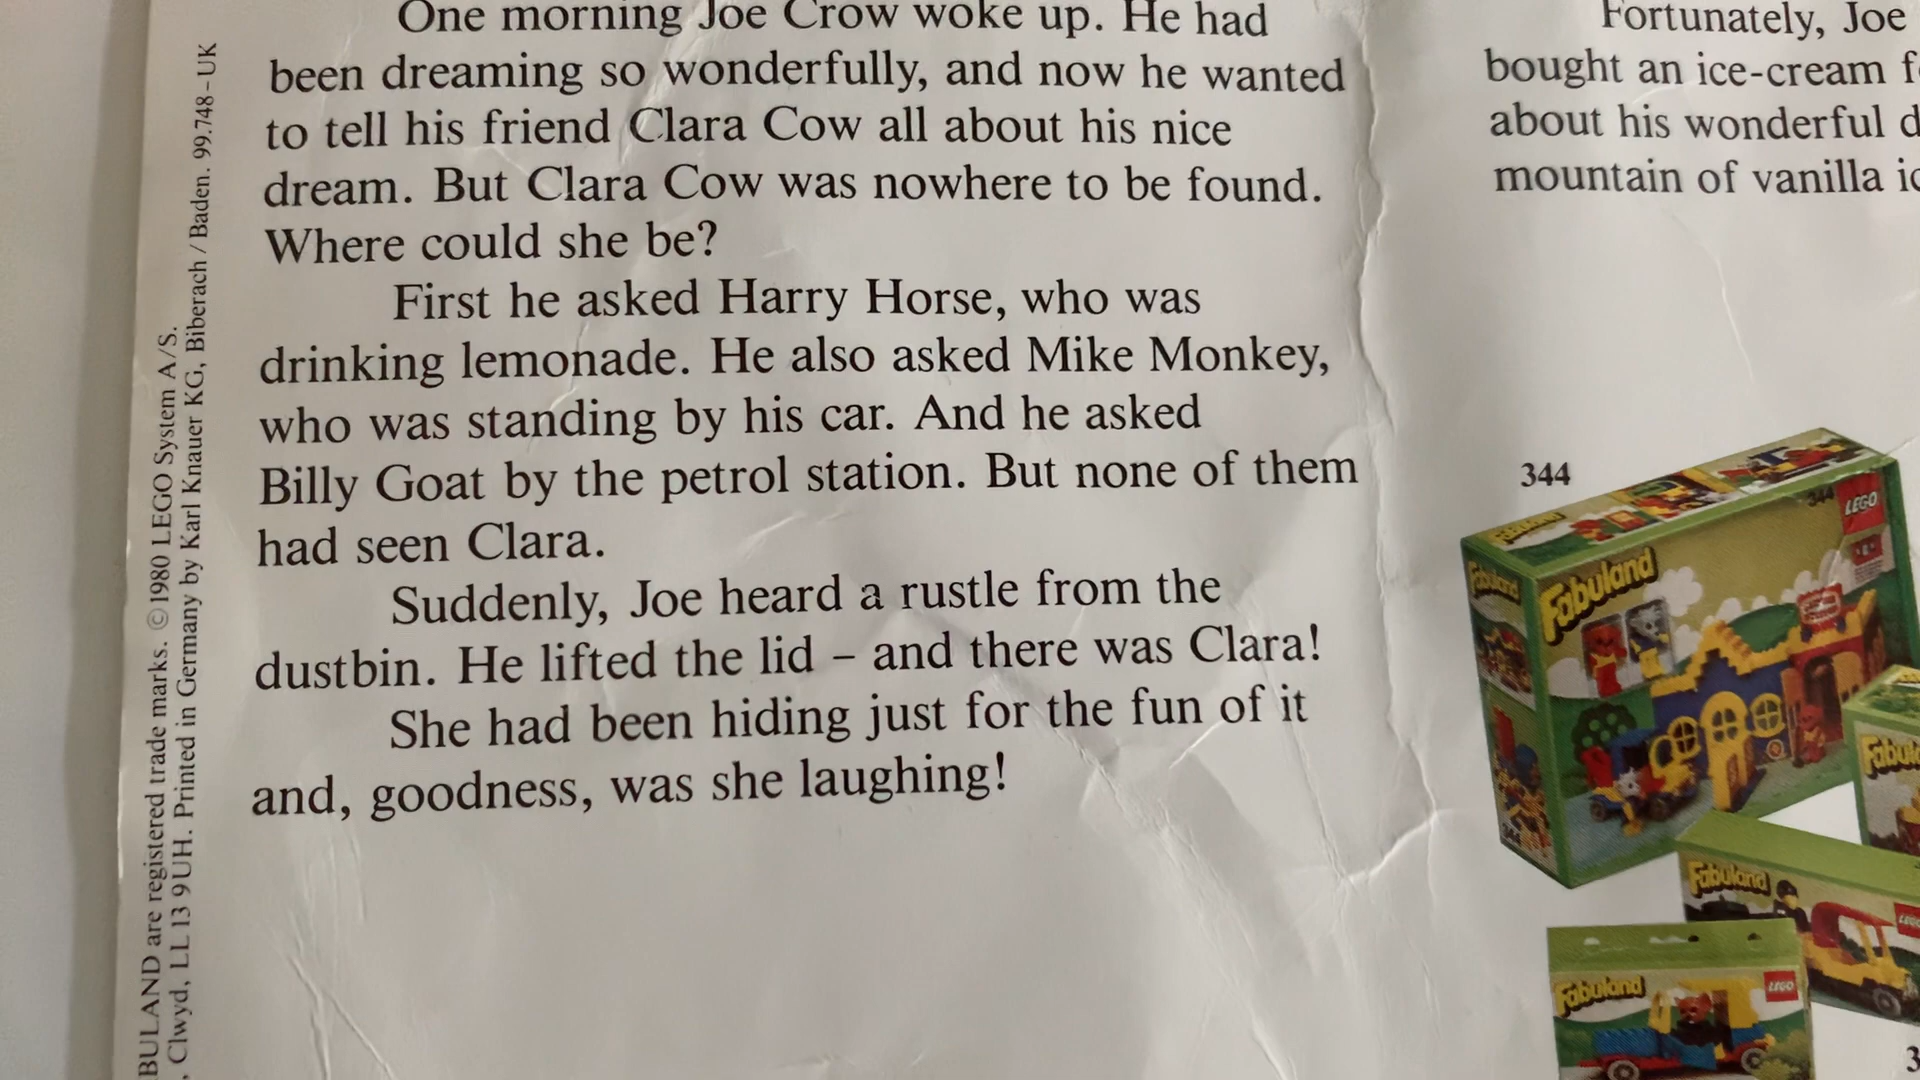 One morning Joe Crow woke up. He had
been dreaming so wonderfully, and now he wanted
to tell his friend Clara Cow all about his nice
dream. But Clara Cow was nowhere to be found.
Where could she be?
First he asked Harry Horse, who was
drinking lemonade. He also asked Mike Monkey,
who was standing by his car. And he asked
Billy Goat by the petrol station. But none of them
had seen Clara.
Suddenly, Joe heard a rustle from the
dustbin. He lifted the lid – and there was Clara!
She had been hiding just for the fun of it
and, goodness, was she laughing!
BULAND are registered trade marks. ©1980 LEGO System A/S.
, Clwyd, LL13 9UH. Printed in Germany by Karl Knauer KG, Biberach / Baden. 99.748-UK
Fortunately, Joe
bought an ice-cream
about his wonderful
mountain of vanilla
344
344
LEGO
Fabuland
Fabuland
Fabuland
Fabuland
LEGO
Fabuland
LEGO